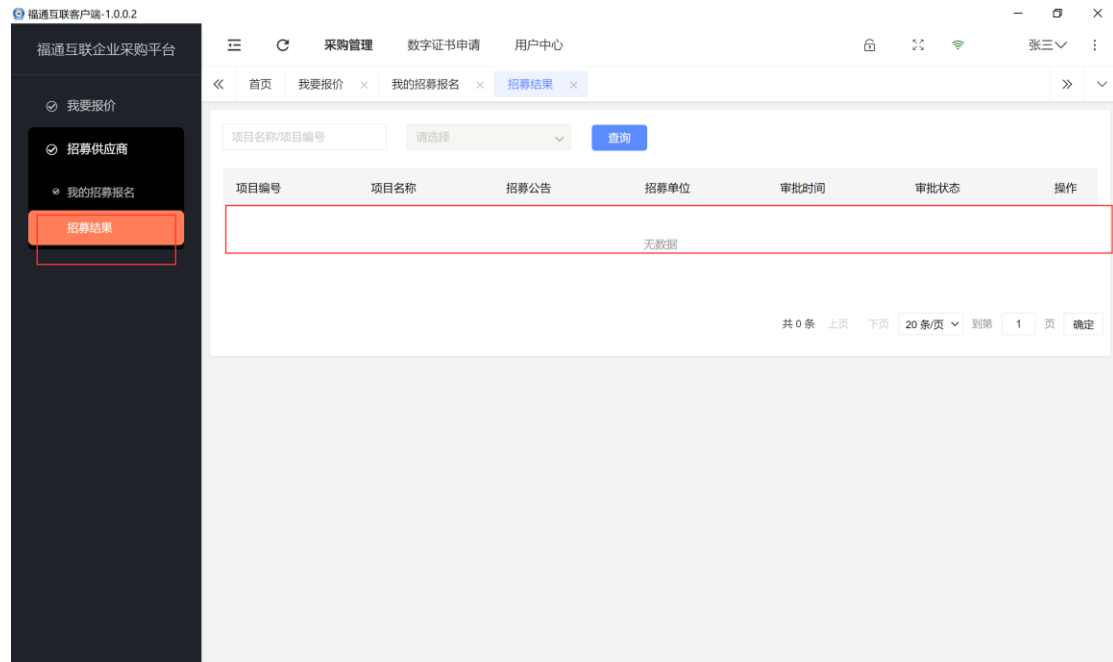 福通互联客户端-1.0.0.2
福通互联企业采购平台
采购管理 数字证书申请 用户中心 张三
首页 我要报价 我的招募报名 招募结果
我要报价
招募供应商
我的招募报名
招募结果
项目名称/项目编号 请选择 查询
项目编号 项目名称 招募公告 招募单位 审批时间 审批状态 操作
无数据
共 0 条 上页 下页 20 条/页 到第 1 页 确定